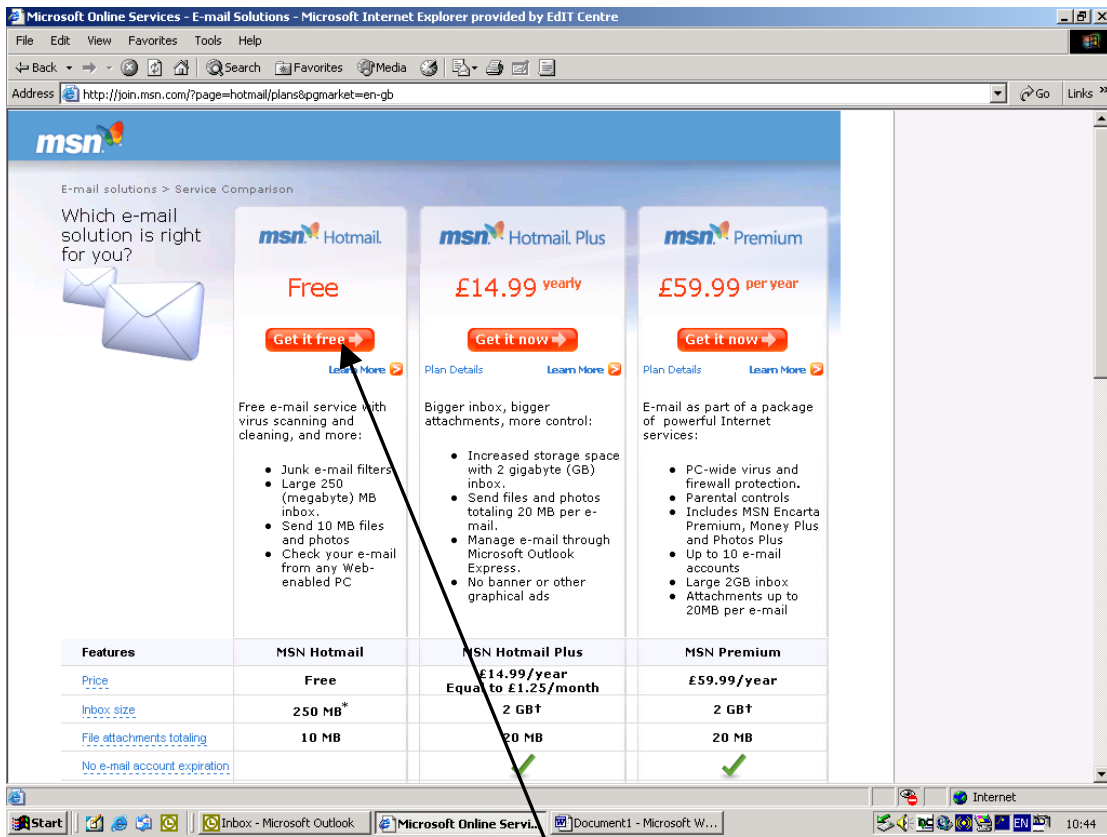 Microsoft Online Services - E-mail Solutions - Microsoft Internet Explorer provided by EdIT Centre
File Edit View Favorites Tools Help
Back Search Favorites Media
Address http://join.msn.com/?page=hotmail/plans&pgmarket=en-gb Go Links »
msn
E-mail solutions > Service Comparison
Which e-mail
solution is right
for you?
msn Hotmail.
Free
Get it free
Learn More
Free e-mail service with
virus scanning and
cleaning, and more:
• Junk e-mail filters
• Large 250
(megabyte) MB
inbox.
• Send 10 MB files
and photos
• Check your e-mail
from any Web-
enabled PC
msn Hotmail. Plus
£14.99 yearly
Get it now
Plan Details Learn More
Bigger inbox, bigger
attachments, more control:
• Increased storage space
with 2 gigabyte (GB)
inbox.
• Send files and photos
totaling 20 MB per e-
mail.
• Manage e-mail through
Microsoft Outlook
Express.
• No banner or other
graphical ads
msn Premium
£59.99 per year
Get it now
Plan Details Learn More
E-mail as part of a package
of powerful Internet
services:
• PC-wide virus and
firewall protection.
• Parental controls
• Includes MSN Encarta
Premium, Money Plus
and Photos Plus
• Up to 10 e-mail
accounts
• Large 2GB inbox
• Attachments up to
20MB per e-mail
Features MSN Hotmail MSN Hotmail Plus MSN Premium
Price Free £14.99/year
Equal to £1.25/month £59.99/year
Inbox size 250 MB* 2 GB† 2 GB†
File attachments totaling 10 MB 20 MB 20 MB
No e-mail account expiration
Internet
Start Inbox - Microsoft Outlook Microsoft Online Servi... Document1 - Microsoft W... EN 10:44